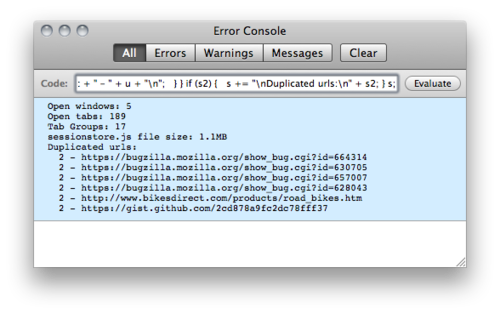 Error Console
All Errors Warnings Messages Clear
Code: : + " - " + u + "\n"; } } if (s2) { s += "\nDuplicated urls:\n" + s2; } s; Evaluate
Open windows: 5
Open tabs: 189
Tab Groups: 17
sessionstore.js file size: 1.1MB
Duplicated urls:
2 - https://bugzilla.mozilla.org/show_bug.cgi?id=664314
2 - https://bugzilla.mozilla.org/show_bug.cgi?id=630705
2 - https://bugzilla.mozilla.org/show_bug.cgi?id=657007
2 - https://bugzilla.mozilla.org/show_bug.cgi?id=628043
2 - http://www.bikesdirect.com/products/road_bikes.htm
2 - https://gist.github.com/2cd878a9fc2dc78fff37